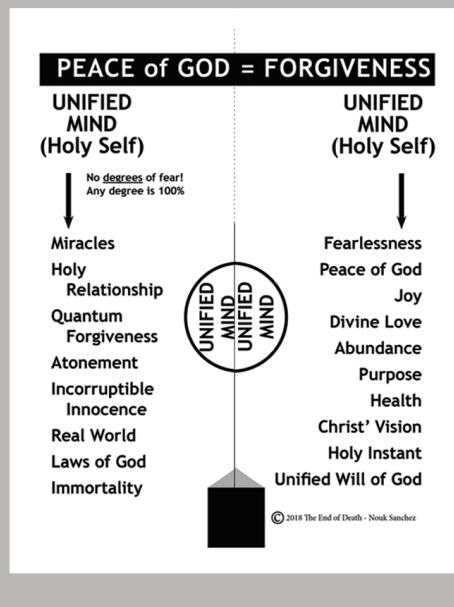 PEACE of GOD = FORGIVENESS
UNIFIED
MIND
(Holy Self)
No degrees of fear!
Any degree is 100%
Miracles
Holy
Relationship
Quantum
Forgiveness
Atonement
Incorruptible
Innocence
Real World
Laws of God
Immortality
UNIFIED
MIND
UNIFIED
MIND
UNIFIED
MIND
(Holy Self)
Fearlessness
Peace of God
Joy
Divine Love
Abundance
Purpose
Health
Christ’ Vision
Holy Instant
Unified Will of God
© 2018 The End of Death - Nouk Sanchez